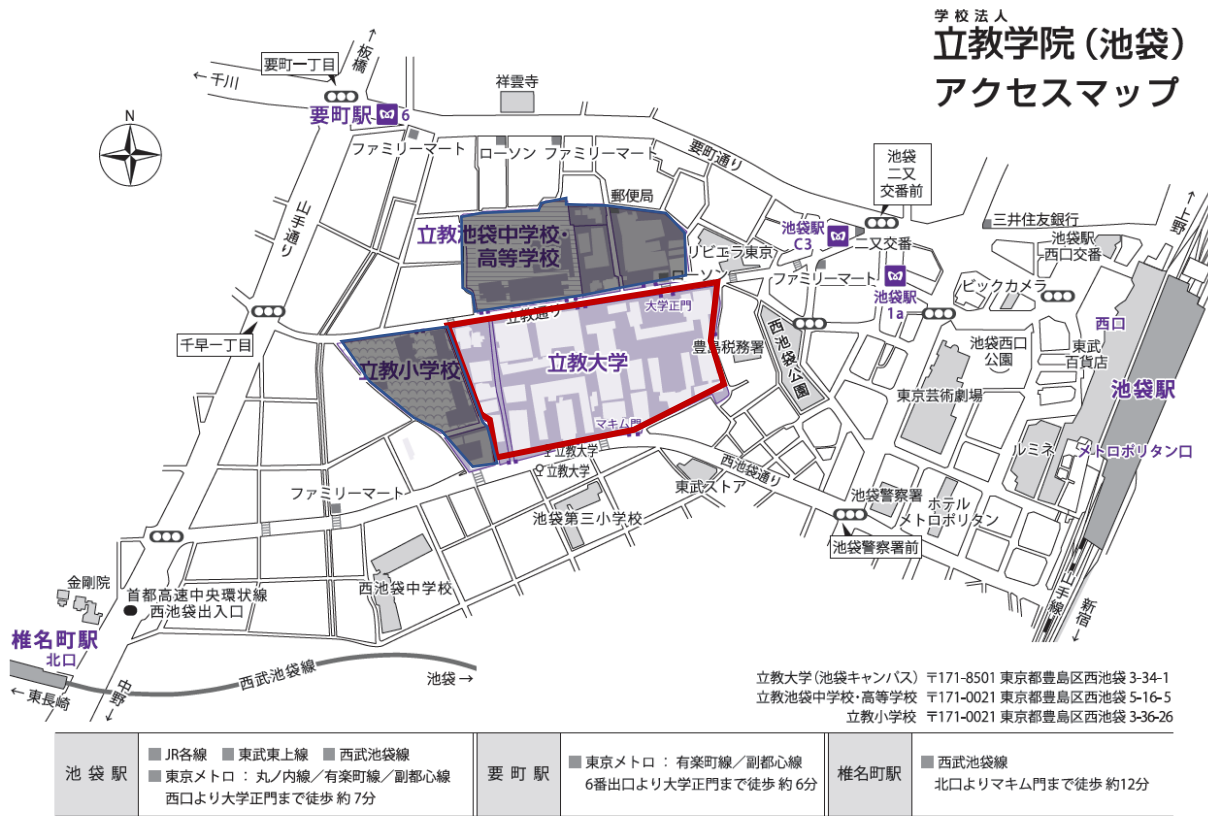 学校法人
立教学院（池袋）
アクセスマップ
↑板橋
要町一丁目
←千川
要町駅 6
祥雲寺
N
ファミリーマート
ローソン
ファミリーマート
要町通り
池袋
二又
交番前
山手通り
郵便局
立教池袋中学校・
高等学校
池袋駅
C3
二又交番
三井住友銀行
↑上野
池袋駅
西口交番
リビエラ東京
ローソン
ファミリーマート
池袋駅
1a
ビックカメラ
立教通り
大学正門
千早一丁目
立教小学校
立教大学
豊島税務署
西池袋公園
池袋西口
公園
西口
東武
百貨店
池袋駅
東京芸術劇場
マキム門
立教大学
立教大学
西池袋通り
ルミネ
メトロポリタン口
ファミリーマート
東武ストア
池袋警察署
ホテル
メトロポリタン
池袋第三小学校
池袋警察署前
金剛院
首都高速中央環状線
西池袋出入口
西池袋中学校
山手線
新宿→
椎名町駅
北口
西武池袋線
池袋→
←東長崎
中野→
立教大学（池袋キャンパス） 〒171-8501 東京都豊島区西池袋 3-34-1
立教池袋中学校・高等学校 〒171-0021 東京都豊島区西池袋 5-16-5
立教小学校 〒171-0021 東京都豊島区西池袋 3-36-26
池袋駅
■ JR各線 ■ 東武東上線 ■ 西武池袋線
■ 東京メトロ ： 丸ノ内線／有楽町線／副都心線
西口より大学正門まで徒歩 約 7分
要町駅
■ 東京メトロ ： 有楽町線／副都心線
6番出口より大学正門まで徒歩 約 6分
椎名町駅
■ 西武池袋線
北口よりマキム門まで徒歩 約12分